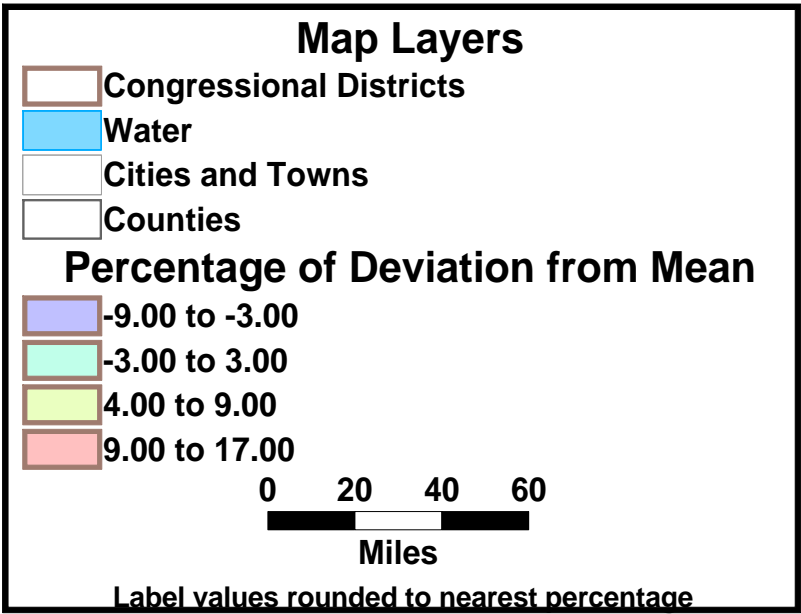 Map Layers
Congressional Districts
Water
Cities and Towns
Counties
Percentage of Deviation from Mean
-9.00 to -3.00
-3.00 to 3.00
4.00 to 9.00
9.00 to 17.00
0 20 40 60
Miles
Label values rounded to nearest percentage